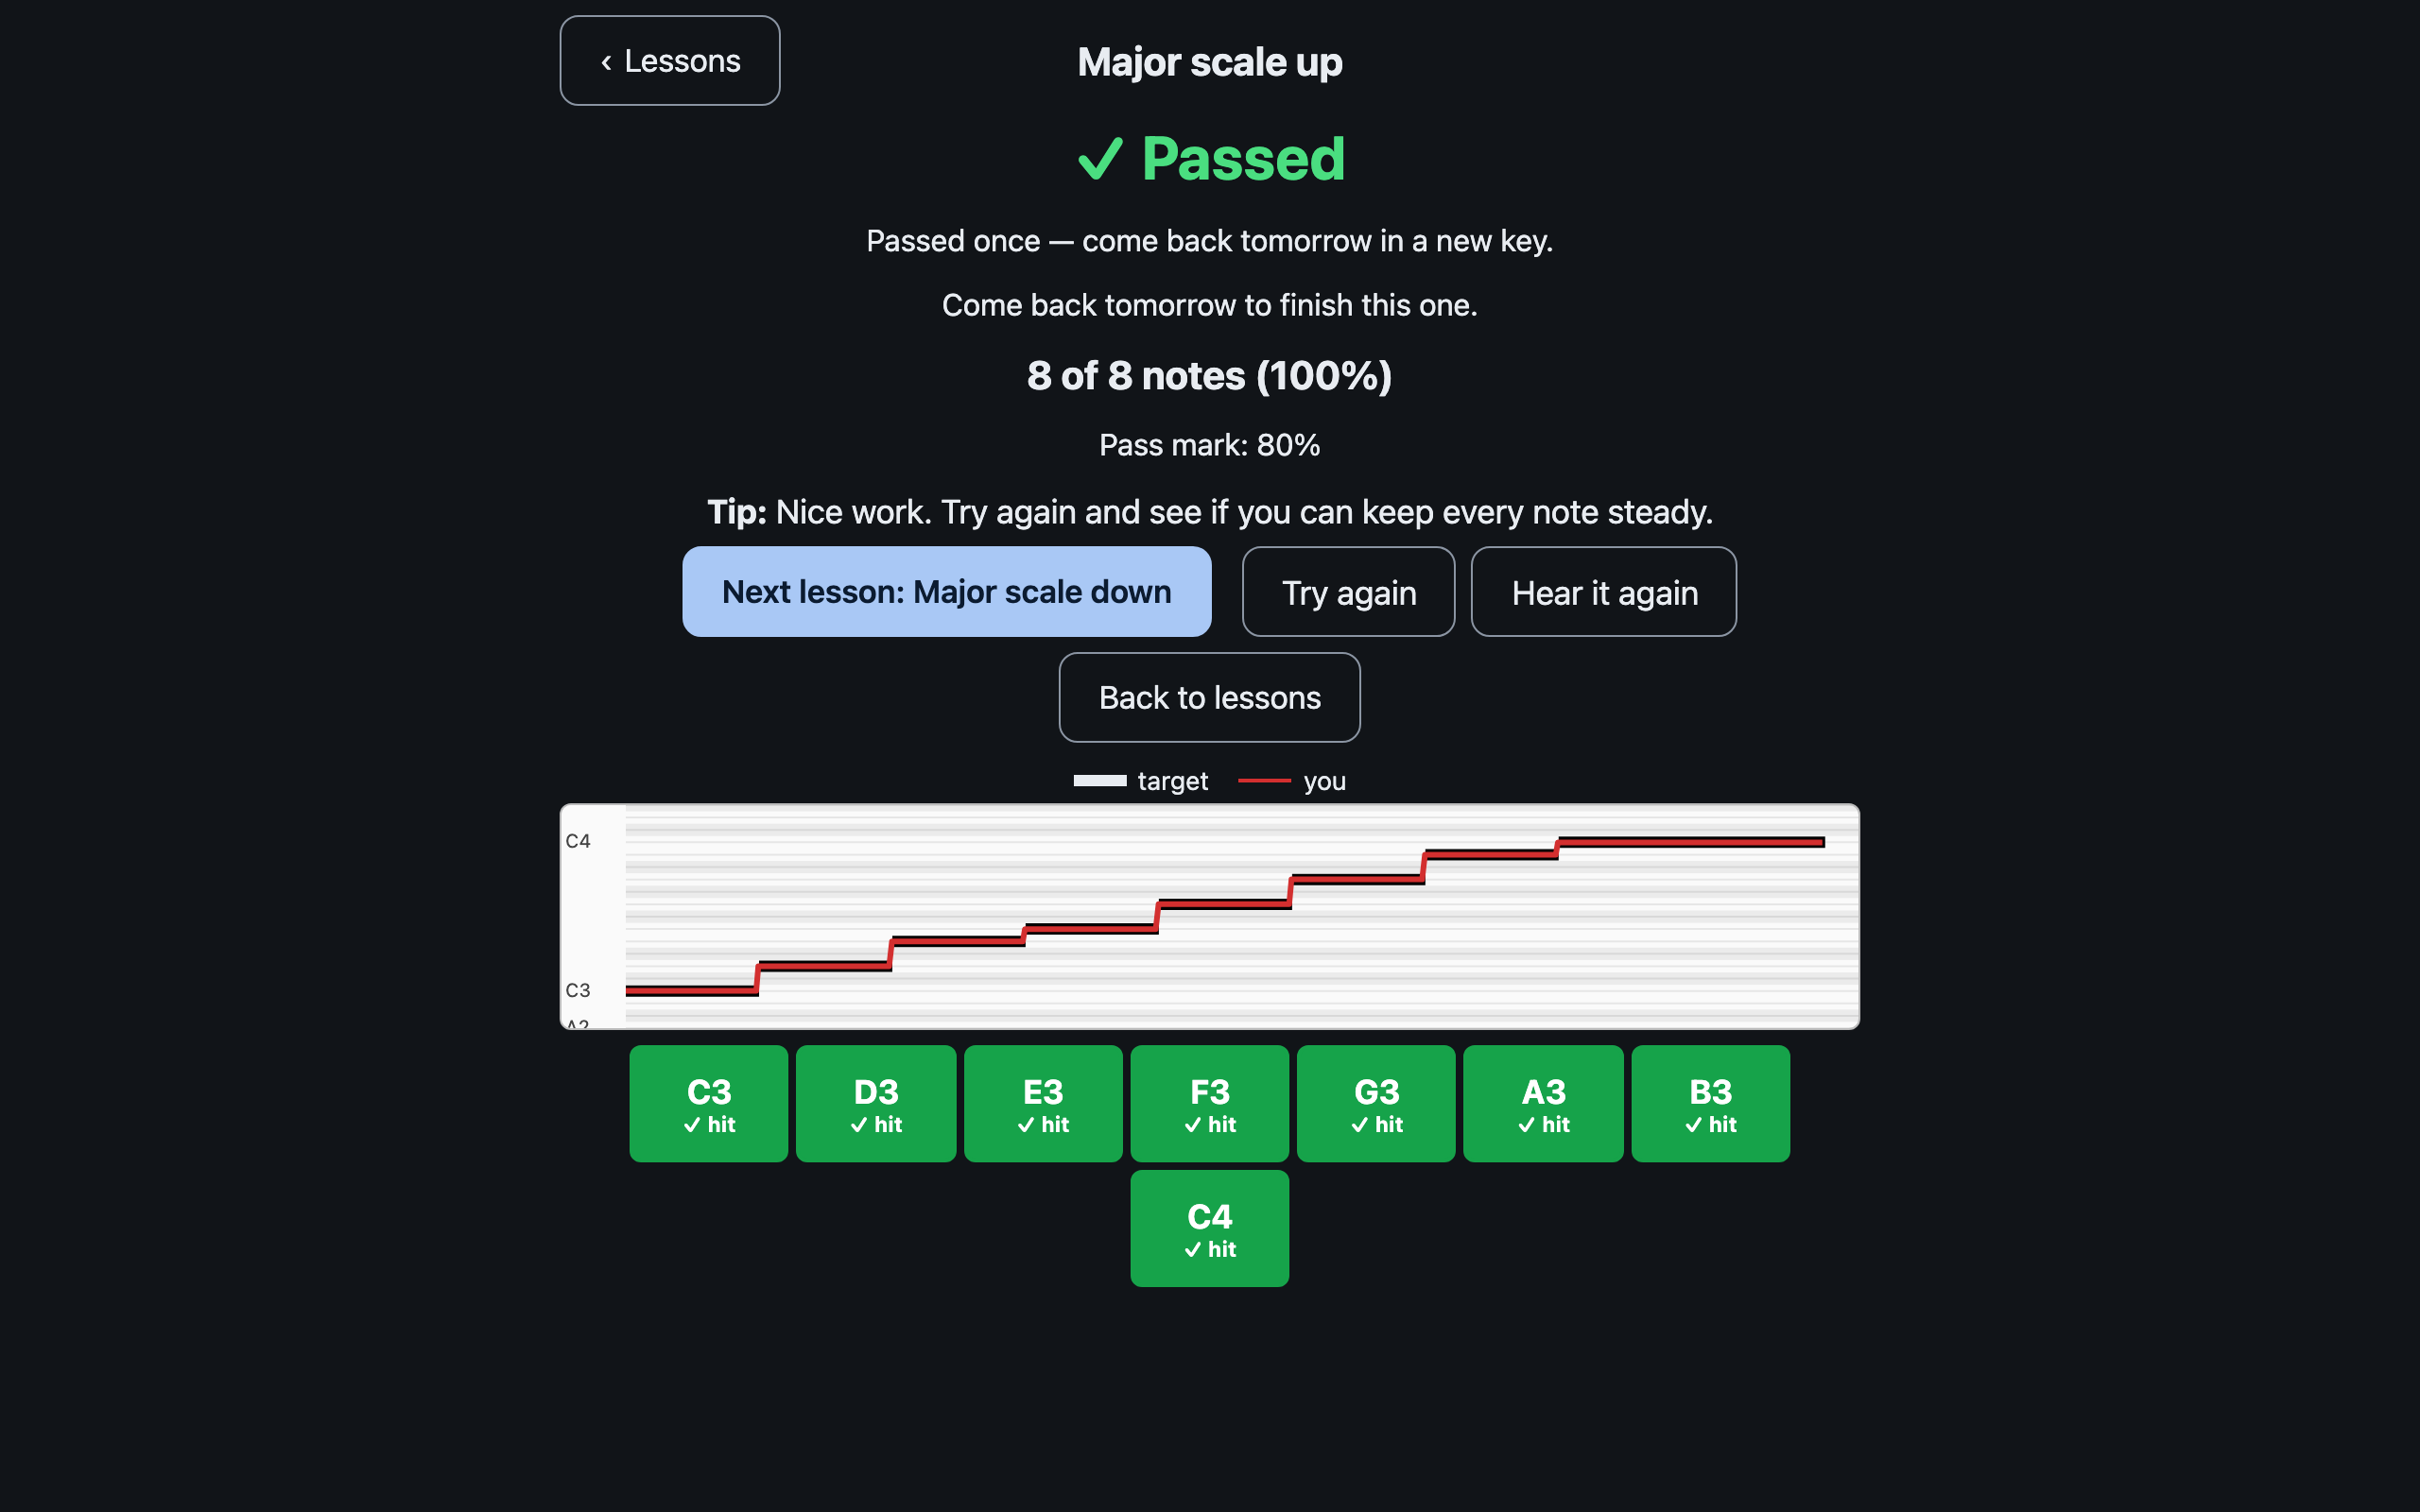 ‹ Lessons
Major scale up
✓ Passed
Passed once — come back tomorrow in a new key.
Come back tomorrow to finish this one.
8 of 8 notes (100%)
Pass mark: 80%
Tip: Nice work. Try again and see if you can keep every note steady.
Next lesson: Major scale down
Try again
Hear it again
Back to lessons
target
you
C4
C3
A2
C3
✓ hit
D3
✓ hit
E3
✓ hit
F3
✓ hit
G3
✓ hit
A3
✓ hit
B3
✓ hit
C4
✓ hit